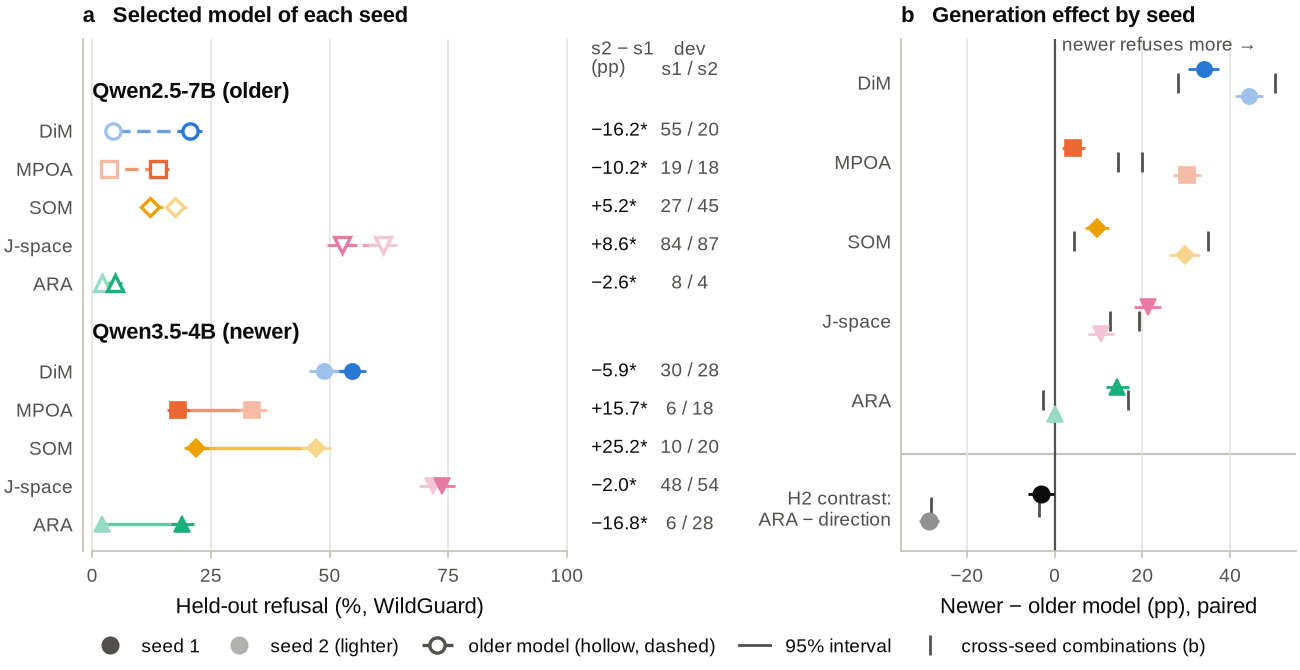 a Selected model of each seed
s2 − s1 dev
(pp) s1 / s2
Qwen2.5-7B (older)
DiM −16.2* 55 / 20
MPOA −10.2* 19 / 18
SOM +5.2* 27 / 45
J-space +8.6* 84 / 87
ARA −2.6* 8 / 4
Qwen3.5-4B (newer)
DiM −5.9* 30 / 28
MPOA +15.7* 6 / 18
SOM +25.2* 10 / 20
J-space −2.0* 48 / 54
ARA −16.8* 6 / 28
0 25 50 75 100
Held-out refusal (%, WildGuard)
b Generation effect by seed
newer refuses more →
DiM
MPOA
SOM
J-space
ARA
H2 contrast:
ARA − direction
−20 0 20 40
Newer − older model (pp), paired
seed 1 seed 2 (lighter) older model (hollow, dashed) 95% interval cross-seed combinations (b)